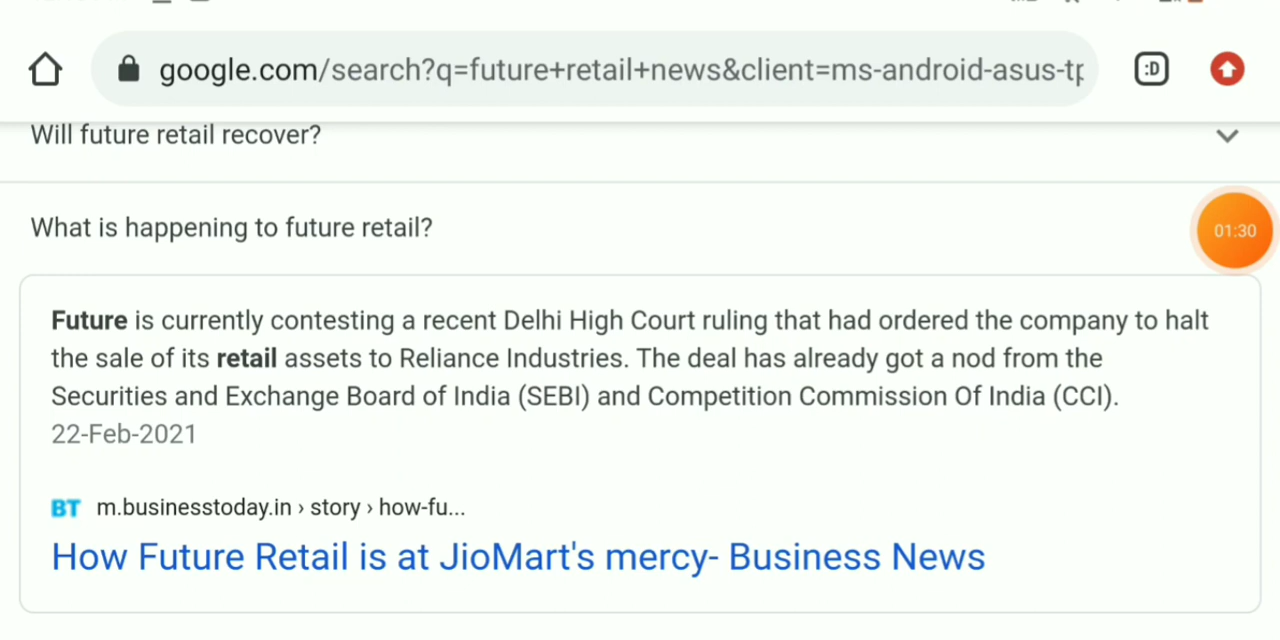 google.com/search?q=future+retail+news&client=ms-android-asus-tp
:D
Will future retail recover?
What is happening to future retail?
01:30
Future is currently contesting a recent Delhi High Court ruling that had ordered the company to halt
the sale of its retail assets to Reliance Industries. The deal has already got a nod from the
Securities and Exchange Board of India (SEBI) and Competition Commission Of India (CCI).
22-Feb-2021
BT m.businesstoday.in › story › how-fu...
How Future Retail is at JioMart's mercy- Business News